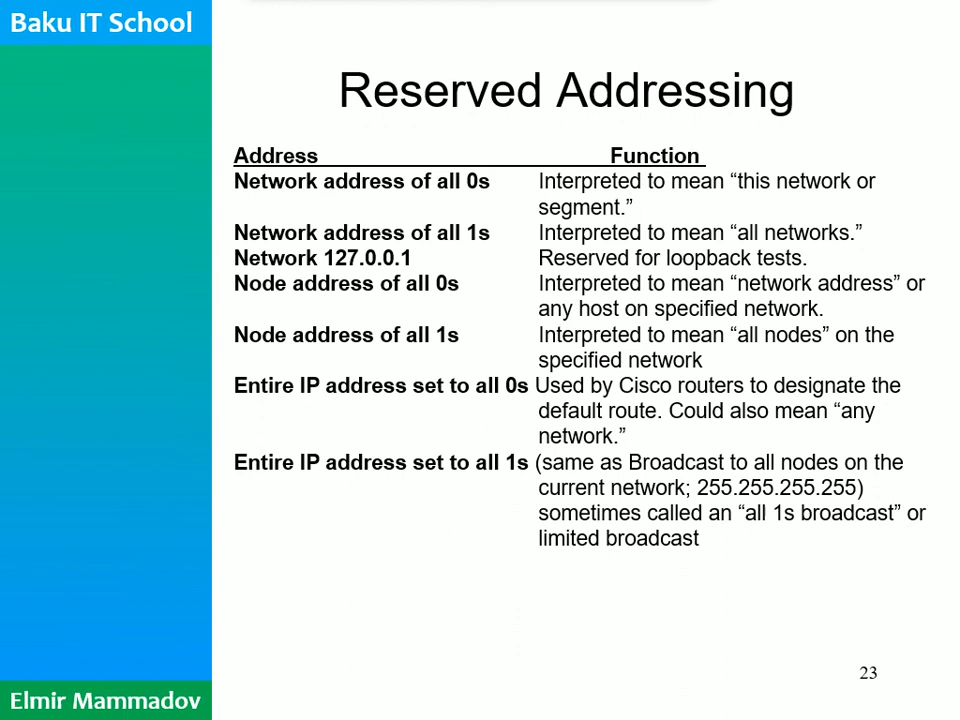 Baku IT School
Reserved Addressing
Address Function
Network address of all 0s Interpreted to mean “this network or
segment.”
Network address of all 1s Interpreted to mean “all networks.”
Network 127.0.0.1 Reserved for loopback tests.
Node address of all 0s Interpreted to mean “network address” or
any host on specified network.
Node address of all 1s Interpreted to mean “all nodes” on the
specified network
Entire IP address set to all 0s Used by Cisco routers to designate the
default route. Could also mean “any
network.”
Entire IP address set to all 1s (same as Broadcast to all nodes on the
current network; 255.255.255.255)
sometimes called an “all 1s broadcast” or
limited broadcast
23
Elmir Mammadov